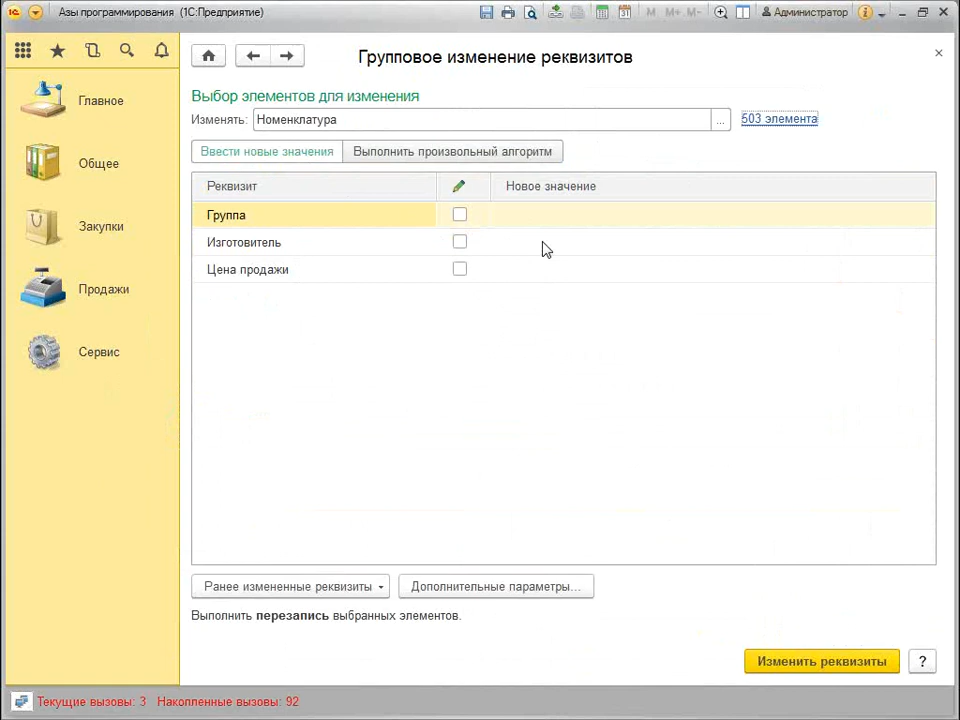 Азы программирования (1С:Предприятие)
M M+ M-
Администратор
Главное
Общее
Закупки
Продажи
Сервис
Групповое изменение реквизитов
Выбор элементов для изменения
Изменять: Номенклатура ... 503 элемента
Ввести новые значения Выполнить произвольный алгоритм
Реквизит Новое значение
Группа
Изготовитель
Цена продажи
Ранее измененные реквизиты Дополнительные параметры...
Выполнить перезапись выбранных элементов.
Изменить реквизиты ?
Текущие вызовы: 3 Накопленные вызовы: 92